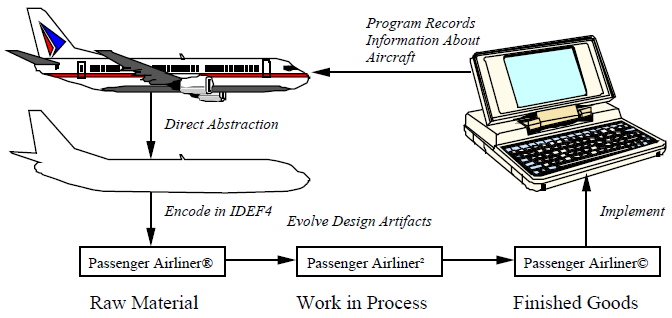 Program Records
Information About
Aircraft
Direct Abstraction
Encode in IDEF4
Evolve Design Artifacts
Implement
Passenger Airliner®
Passenger Airliner²
Passenger Airliner©
Raw Material
Work in Process
Finished Goods